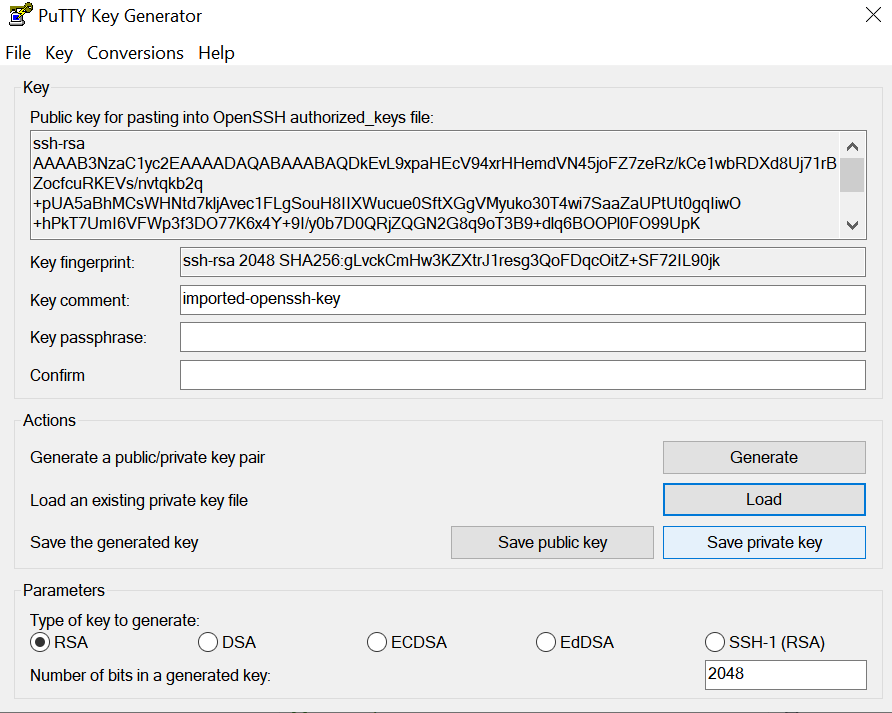 PuTTY Key Generator
File Key Conversions Help
Key
Public key for pasting into OpenSSH authorized_keys file:
ssh-rsa
AAAAB3NzaC1yc2EAAAADAQABAAABAQDkEvL9xpaHEcV94xrHHemdVN45joFZ7zeRz/kCe1wbRDXd8Uj71rB
ZocfcuRKEVs/nvtqkb2q
+pUA5aBhMCsWHNtd7kljAvec1FLgSouH8IIXWucue0SftXGgVMyuko30T4wi7SaaZaUPtUt0gqIiwO
+hPkT7UmI6VFWp3f3DO77K6x4Y+9I/y0b7D0QRjZQGN2G8q9oT3B9+dlq6BOOPl0FO99UpK
Key fingerprint: ssh-rsa 2048 SHA256:gLvckCmHw3KZXtrJ1resg3QoFDqcOitZ+SF72IL90jk
Key comment: imported-openssh-key
Key passphrase:
Confirm
Actions
Generate a public/private key pair Generate
Load an existing private key file Load
Save the generated key Save public key Save private key
Parameters
Type of key to generate:
RSA DSA ECDSA EdDSA SSH-1 (RSA)
Number of bits in a generated key: 2048